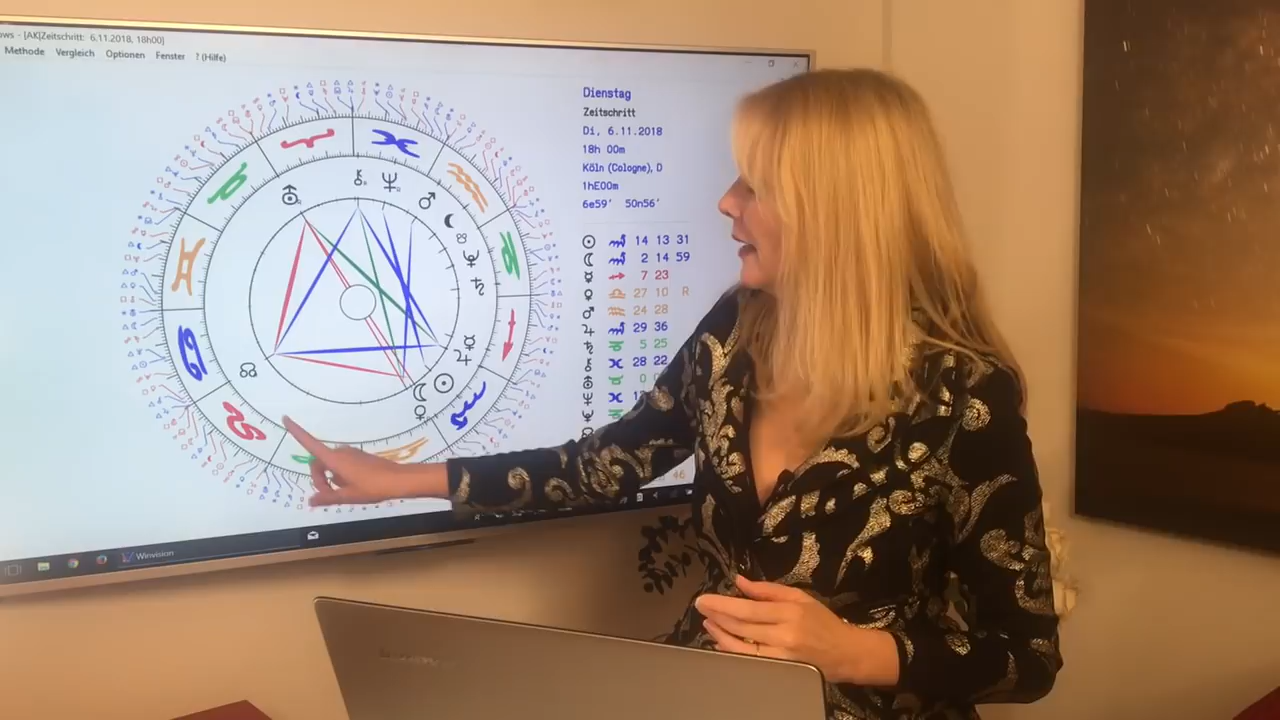 ows - [AK|Zeitschritt: 6.11.2018, 18h00)
Methode Vergleich Optionen Fenster ? (Hilfe)
Dienstag
Zeitschritt
Di, 6.11.2018
18h 00m
Köln (Cologne), D
1hE00m
6e59' 50n56'
☉ ♏ 14 13 31
☾ ♏ 2 14 59
☿ ♐ 7 23
♀ ♎ 27 10 R
♂ ♒ 24 28
♃ ♏ 29 36
♄ ♑ 5 25
⚷ ♓ 28 22
Winvision